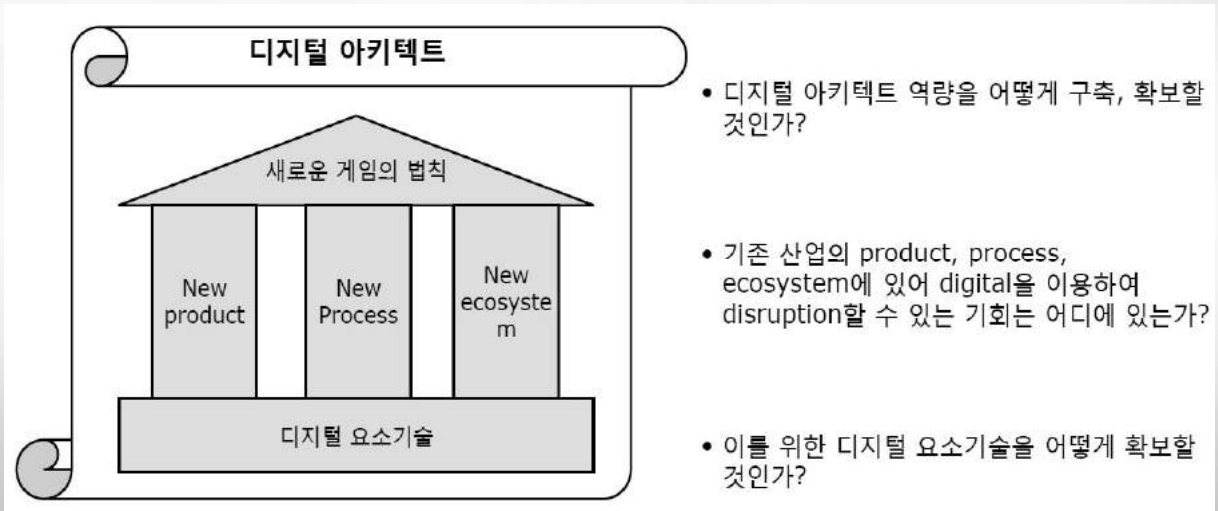 디지털 아키텍트
새로운 게임의 법칙
New
product
New
Process
New
ecosyste
m
디지털 요소기술
• 디지털 아키텍트 역량을 어떻게 구축, 확보할
것인가?
• 기존 산업의 product, process,
ecosystem에 있어 digital을 이용하여
disruption할 수 있는 기회는 어디에 있는가?
• 이를 위한 디지털 요소기술을 어떻게 확보할
것인가?